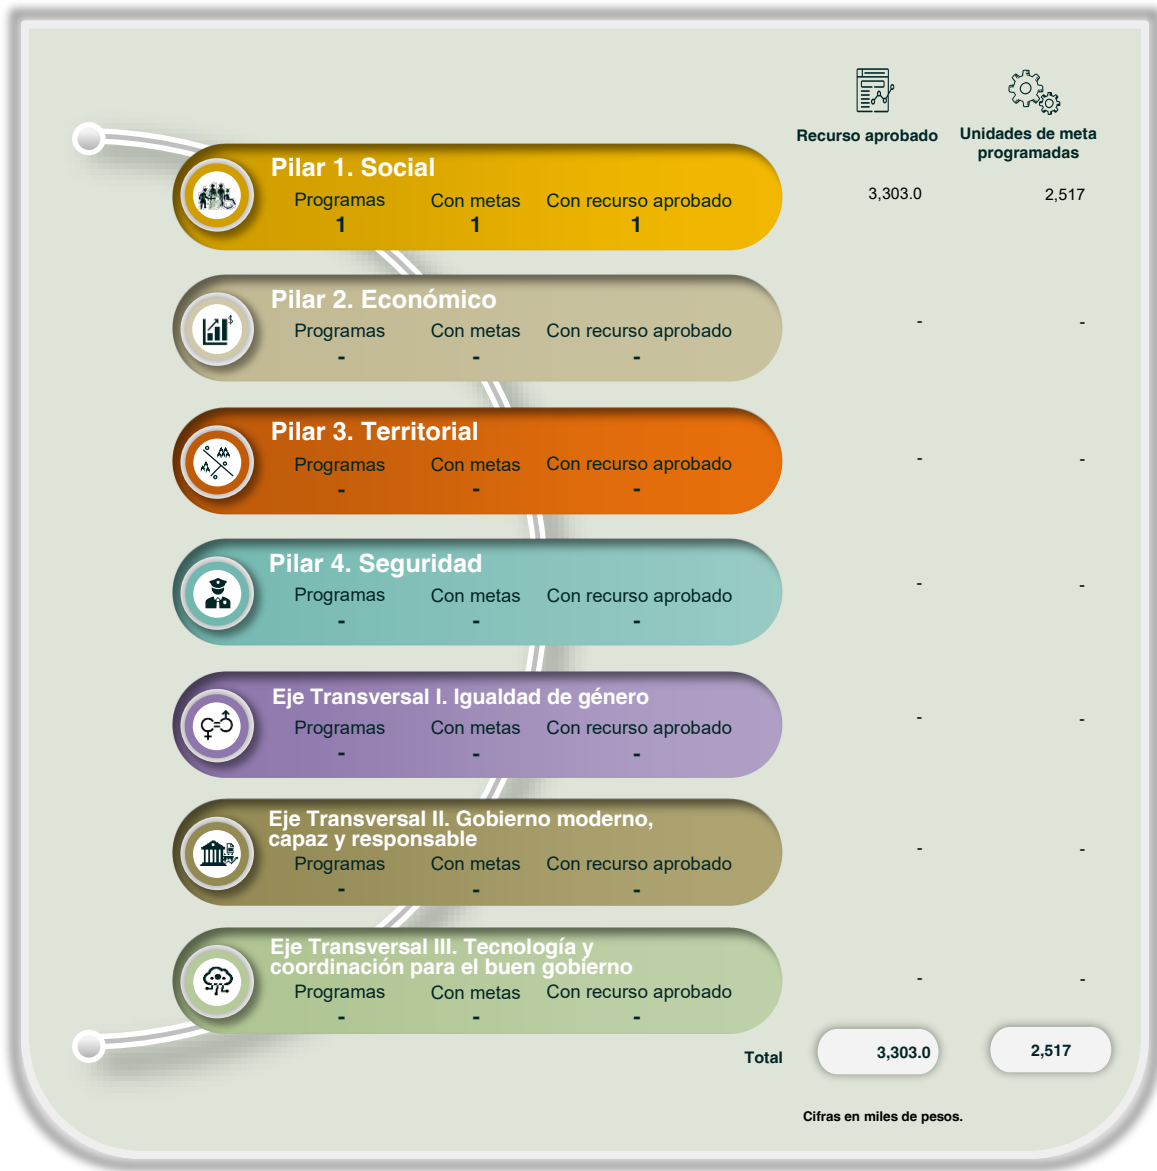 Recurso aprobado
Unidades de meta
programadas
Pilar 1. Social
Programas Con metas Con recurso aprobado
1 1 1
3,303.0 2,517
Pilar 2. Económico
Programas Con metas Con recurso aprobado
- - -
- -
Pilar 3. Territorial
Programas Con metas Con recurso aprobado
- - -
- -
Pilar 4. Seguridad
Programas Con metas Con recurso aprobado
- - -
- -
Eje Transversal I. Igualdad de género
Programas Con metas Con recurso aprobado
- - -
- -
Eje Transversal II. Gobierno moderno,
capaz y responsable
Programas Con metas Con recurso aprobado
- - -
- -
Eje Transversal III. Tecnología y
coordinación para el buen gobierno
Programas Con metas Con recurso aprobado
- - -
- -
Total 3,303.0 2,517
Cifras en miles de pesos.